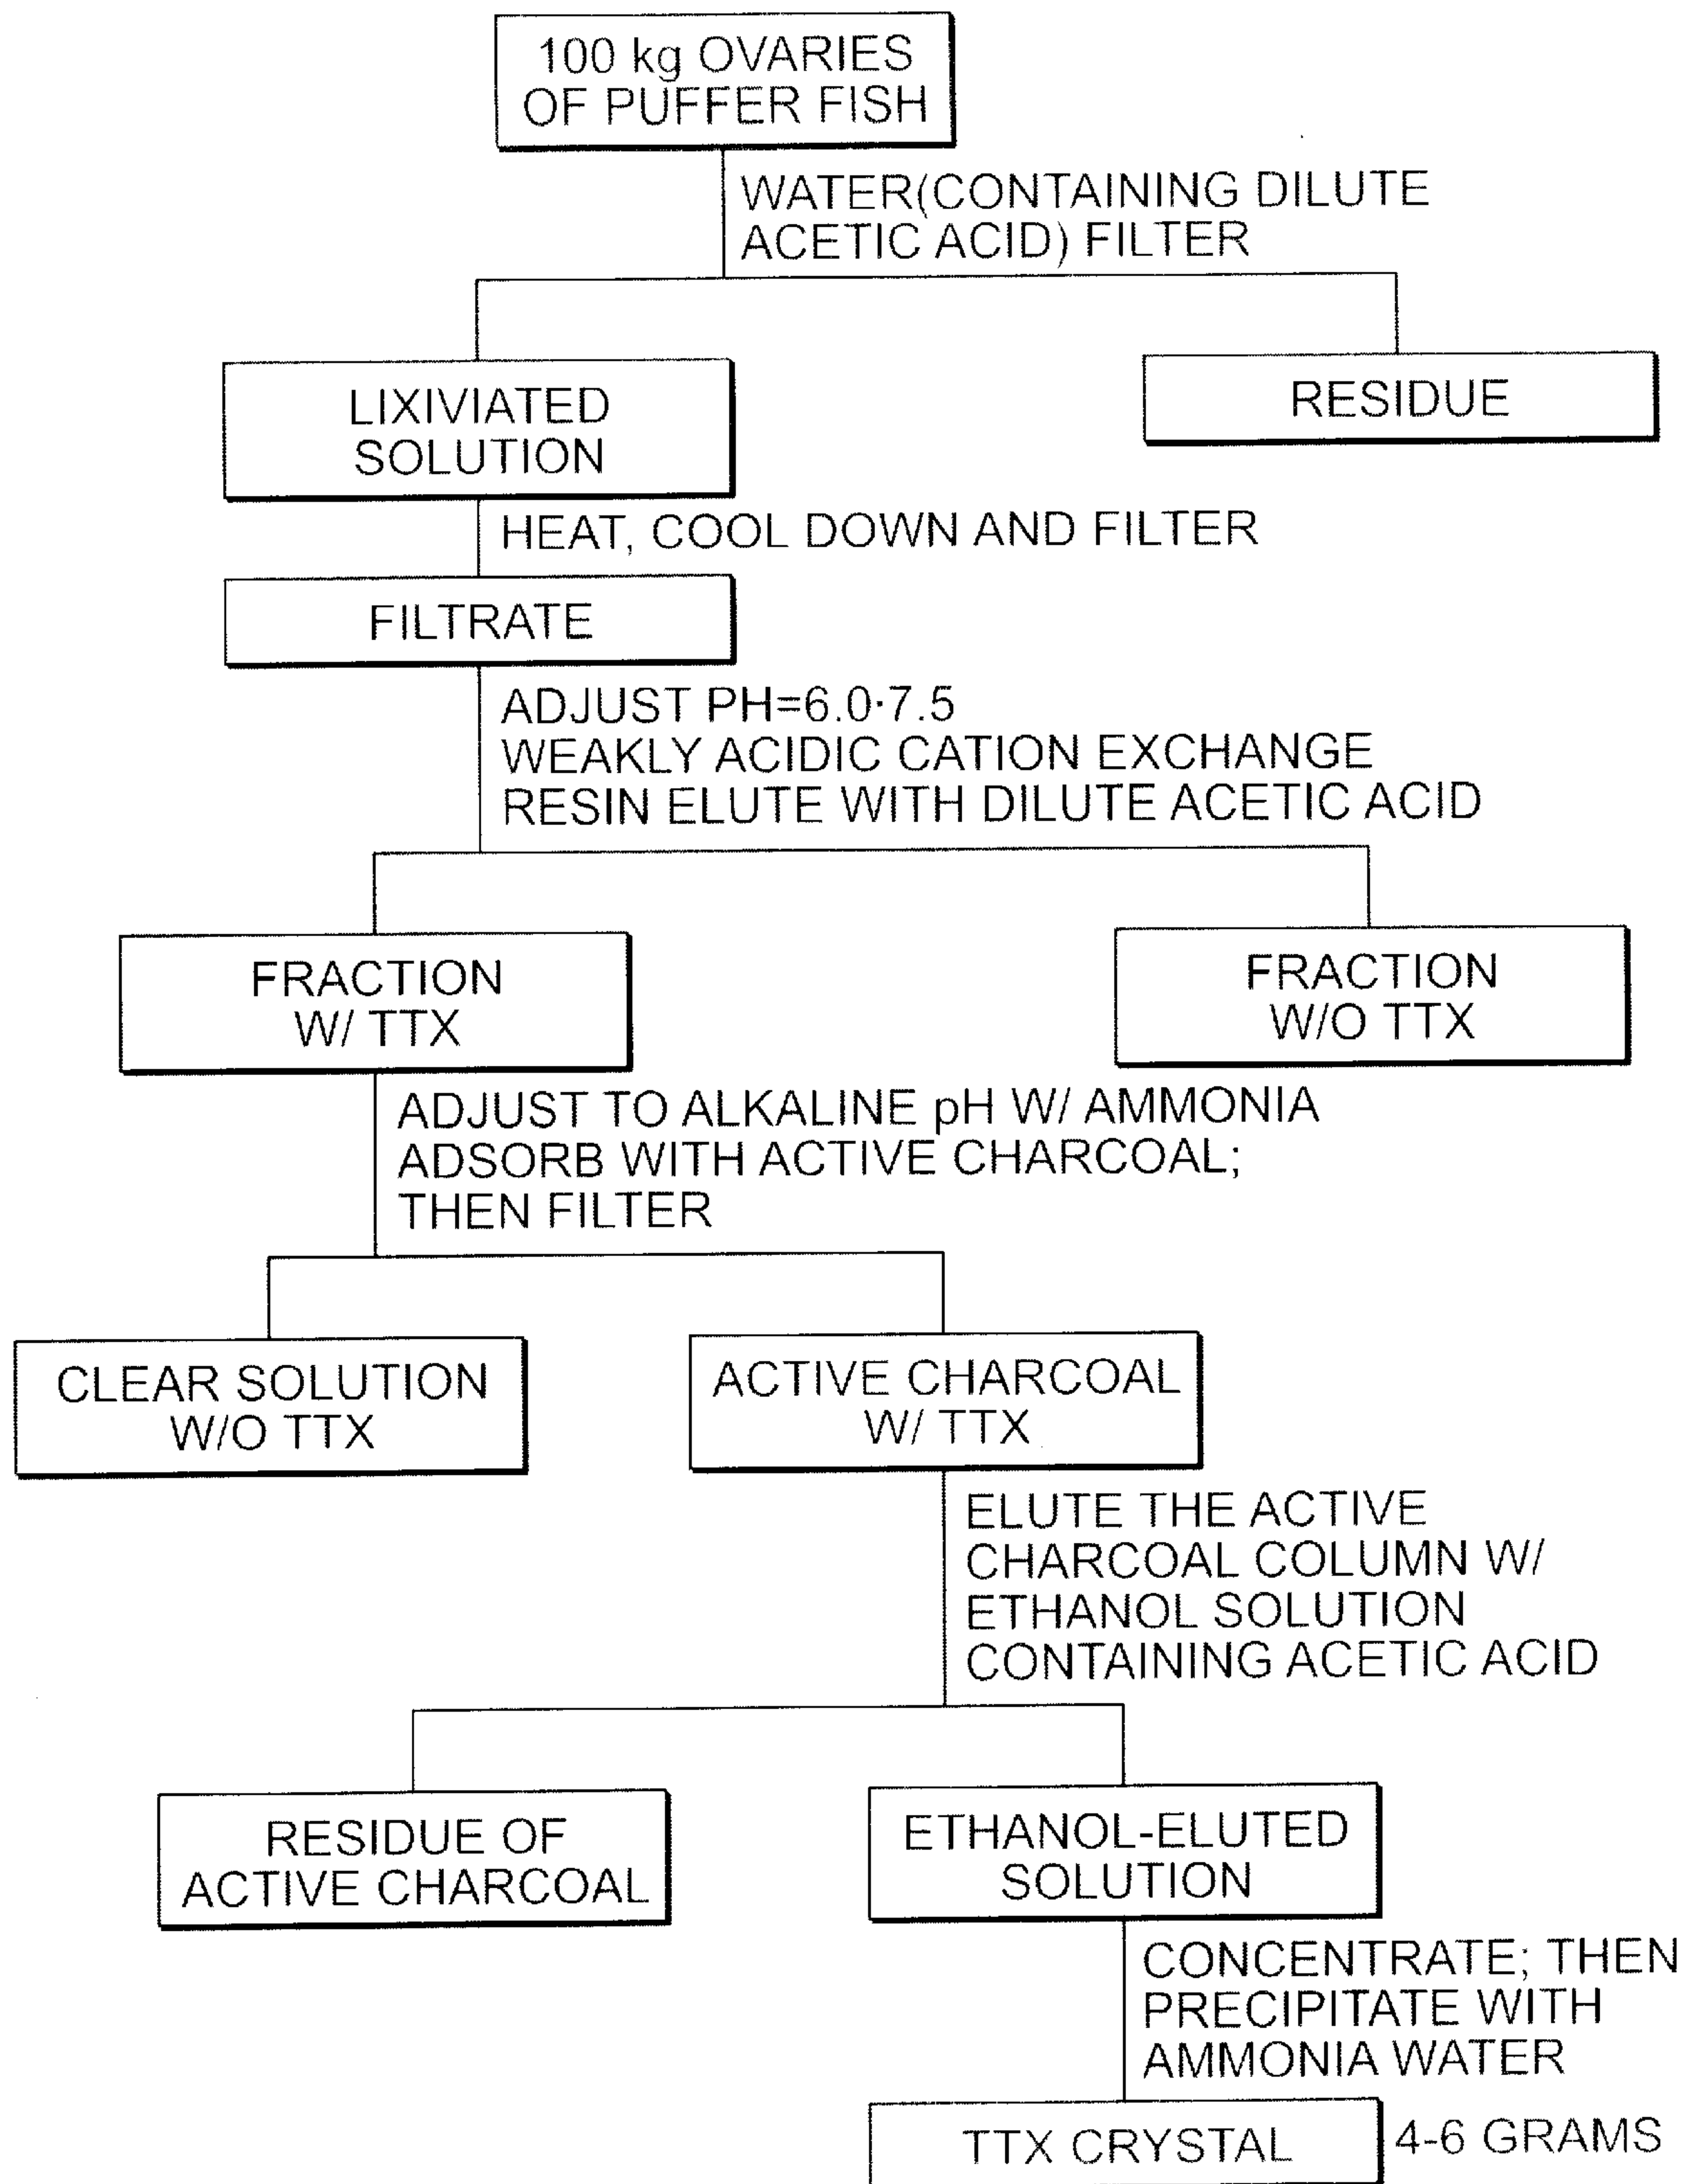 100 kg OVARIES
OF PUFFER FISH
WATER(CONTAINING DILUTE
ACETIC ACID) FILTER
LIXIVIATED
SOLUTION
RESIDUE
HEAT, COOL DOWN AND FILTER
FILTRATE
ADJUST PH=6.0·7.5
WEAKLY ACIDIC CATION EXCHANGE
RESIN ELUTE WITH DILUTE ACETIC ACID
FRACTION
W/ TTX
FRACTION
W/O TTX
ADJUST TO ALKALINE pH W/ AMMONIA
ADSORB WITH ACTIVE CHARCOAL;
THEN FILTER
CLEAR SOLUTION
W/O TTX
ACTIVE CHARCOAL
W/ TTX
ELUTE THE ACTIVE
CHARCOAL COLUMN W/
ETHANOL SOLUTION
CONTAINING ACETIC ACID
RESIDUE OF
ACTIVE CHARCOAL
ETHANOL-ELUTED
SOLUTION
CONCENTRATE; THEN
PRECIPITATE WITH
AMMONIA WATER
TTX CRYSTAL
4-6 GRAMS